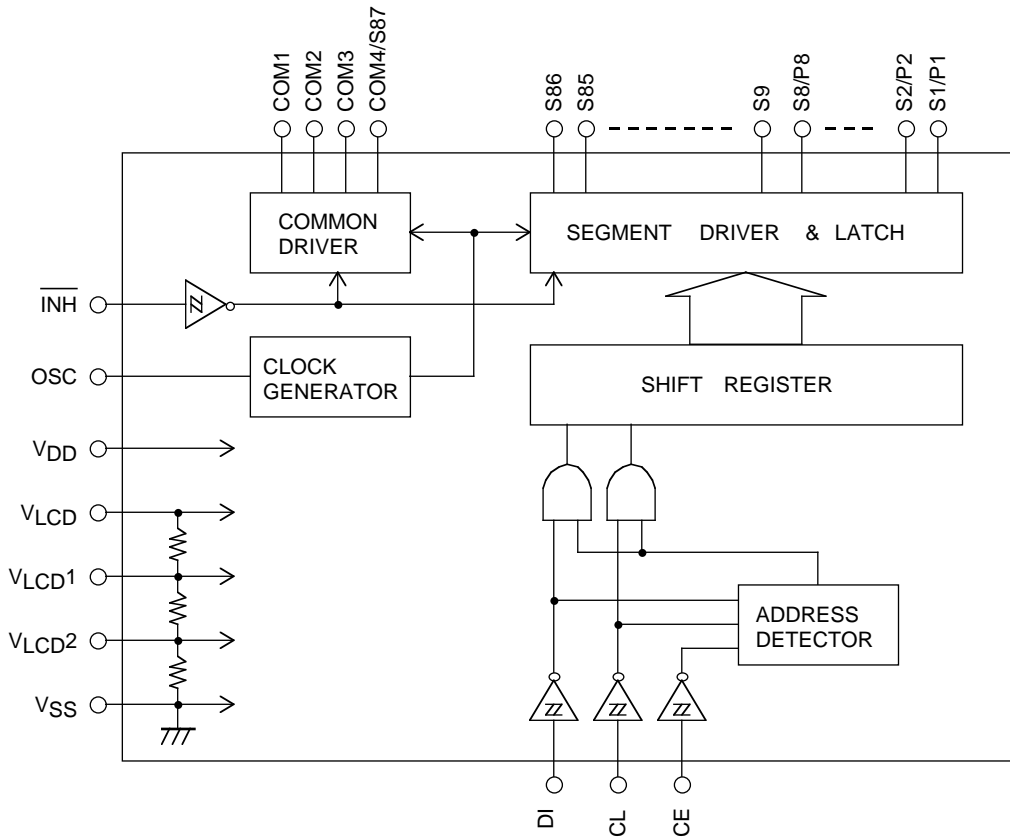 COM1
COM2
COM3
COM4/S87
S86
S85
S9
S8/P8
S2/P2
S1/P1
COMMON
DRIVER
SEGMENT DRIVER & LATCH
INH
OSC
CLOCK
GENERATOR
SHIFT REGISTER
VDD
VLCD
VLCD1
VLCD2
VSS
ADDRESS
DETECTOR
DI
CL
CE